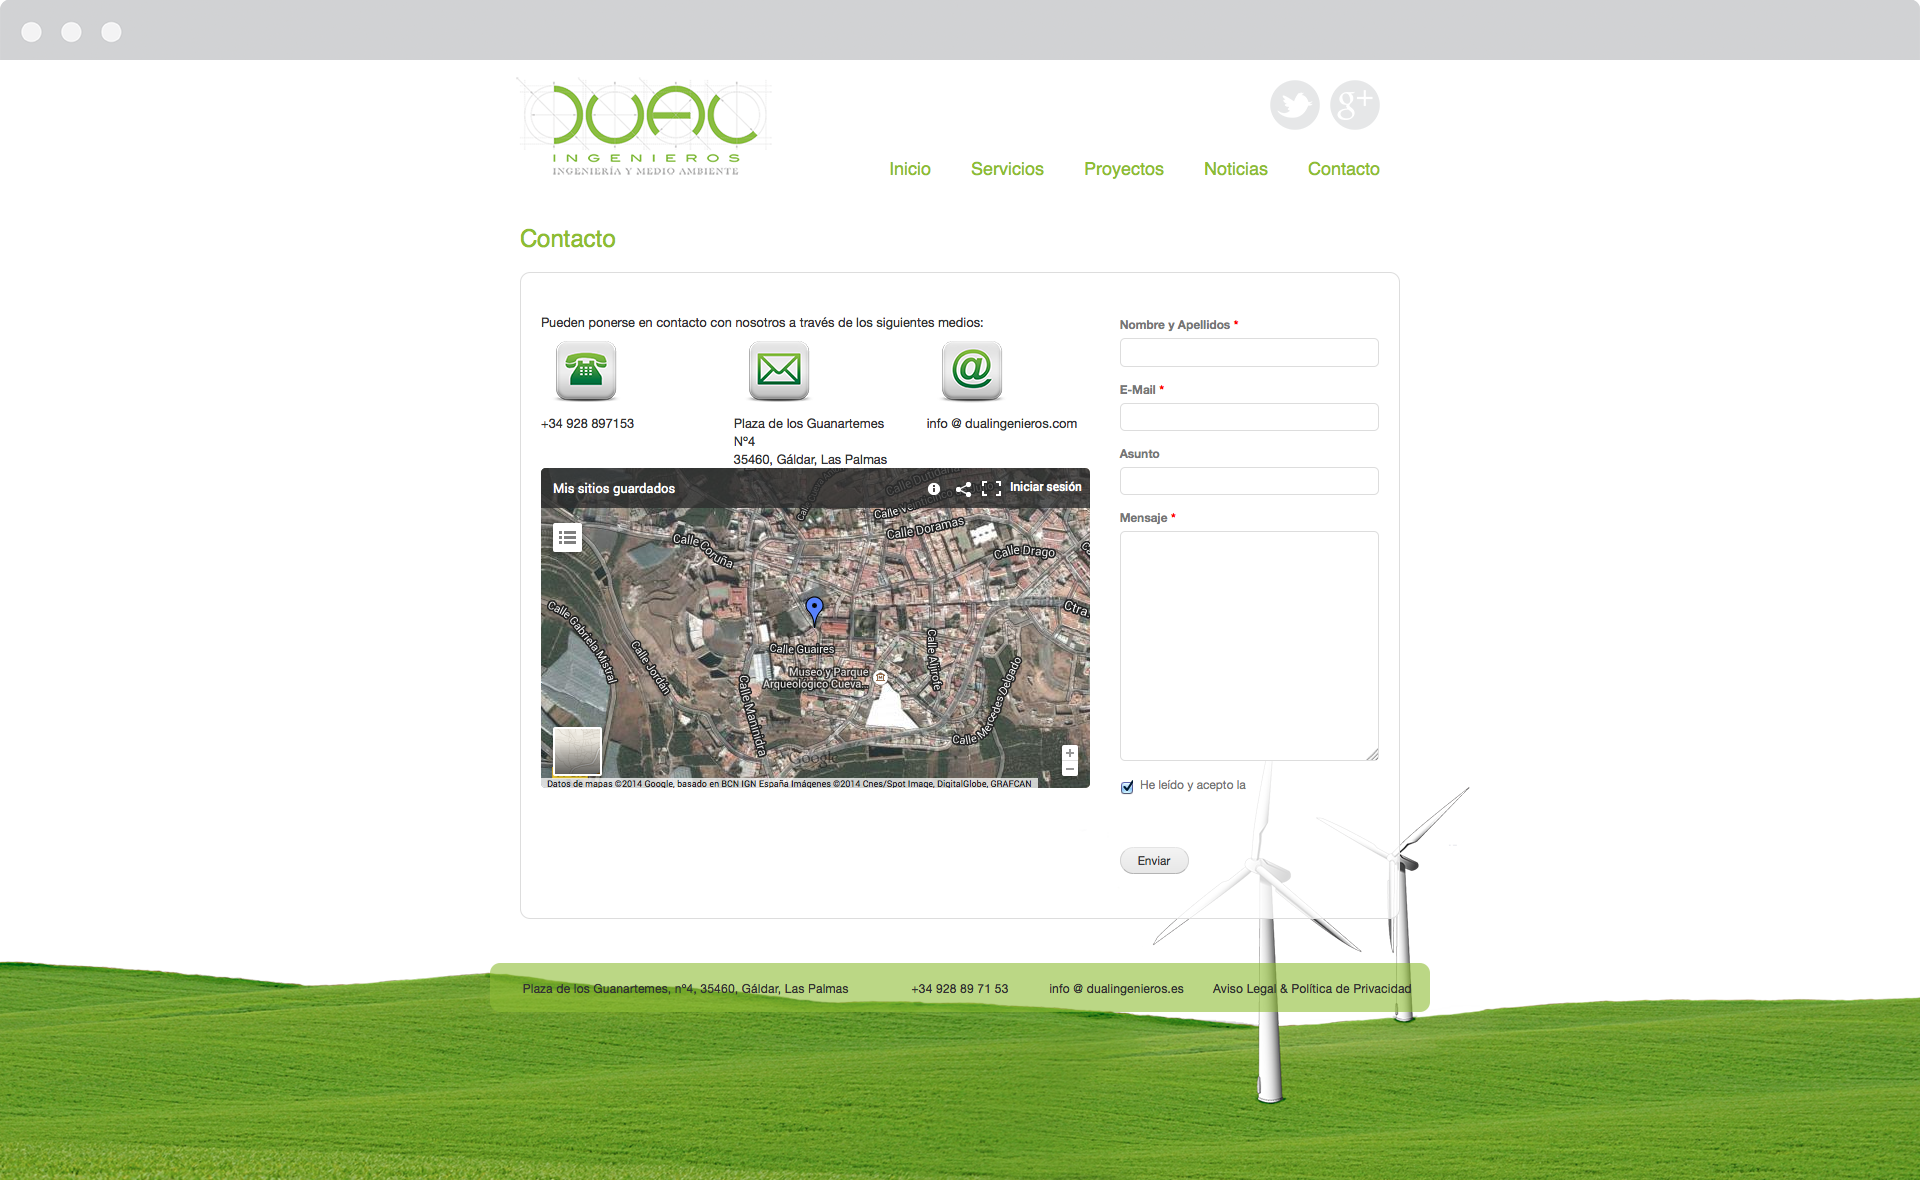 DUAL
INGENIEROS
INGENIERÍA Y MEDIO AMBIENTE
g+
Inicio
Servicios
Proyectos
Noticias
Contacto
Contacto
Pueden ponerse en contacto con nosotros a través de los siguientes medios:
@
+34 928 897153
Plaza de los Guanartemes
Nº4
35460, Gáldar, Las Palmas
info @ dualingenieros.com
Mis sitios guardados
Iniciar sesión
Calle Doramas
Calle Coruña
Calle Drago
Ctra.
Calle Gabriela Mistral
Calle Jordán
Calle Guaires
Calle Aljirofe
Museo y Parque
Arqueologico Cueva...
Calle Maninidra
Calle Mercedes Delgado
Google
Datos de mapas ©2014 Google, basado en BCN IGN España Imágenes ©2014 Cnes/Spot Image, DigitalGlobe, GRAFCAN
Nombre y Apellidos *
E-Mail *
Asunto
Mensaje *
He leído y acepto la
Enviar
Plaza de los Guanartemes, nº4, 35460, Gáldar, Las Palmas
+34 928 89 71 53
info @ dualingenieros.es
Aviso Legal & Política de Privacidad